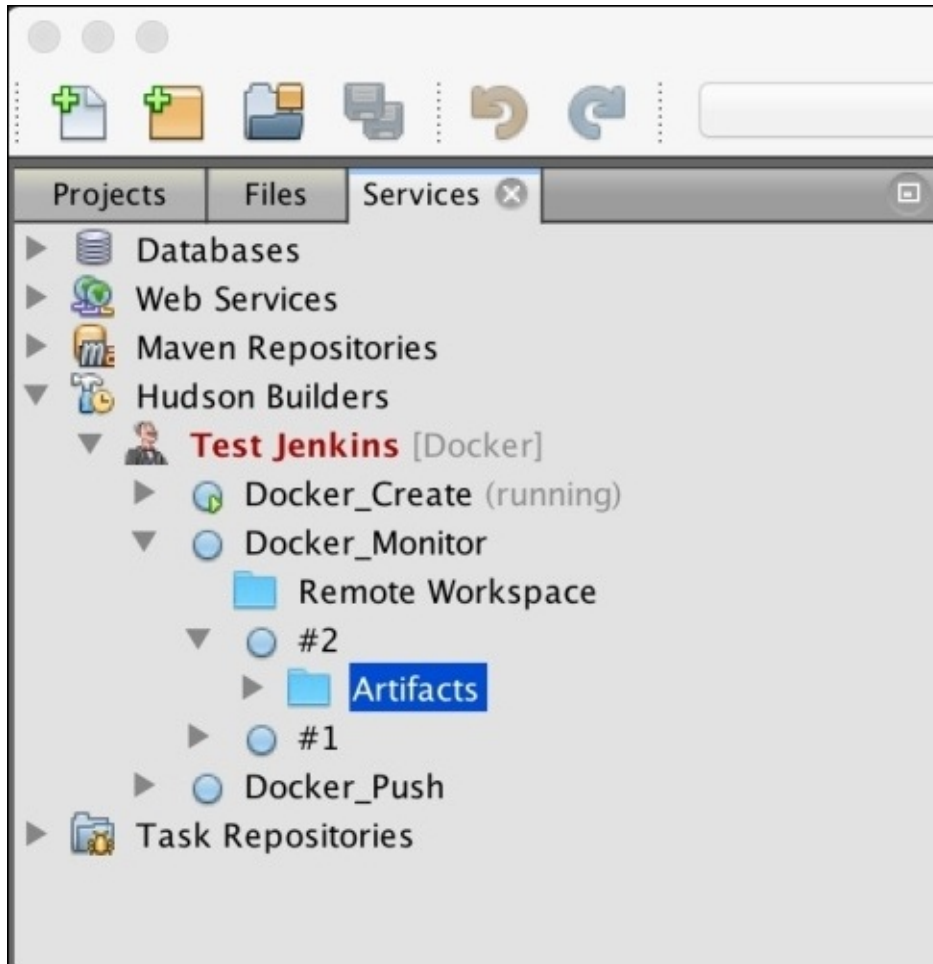 Projects Files Services
Databases
Web Services
Maven Repositories
Hudson Builders
Test Jenkins [Docker]
Docker_Create (running)
Docker_Monitor
Remote Workspace
#2
Artifacts
#1
Docker_Push
Task Repositories